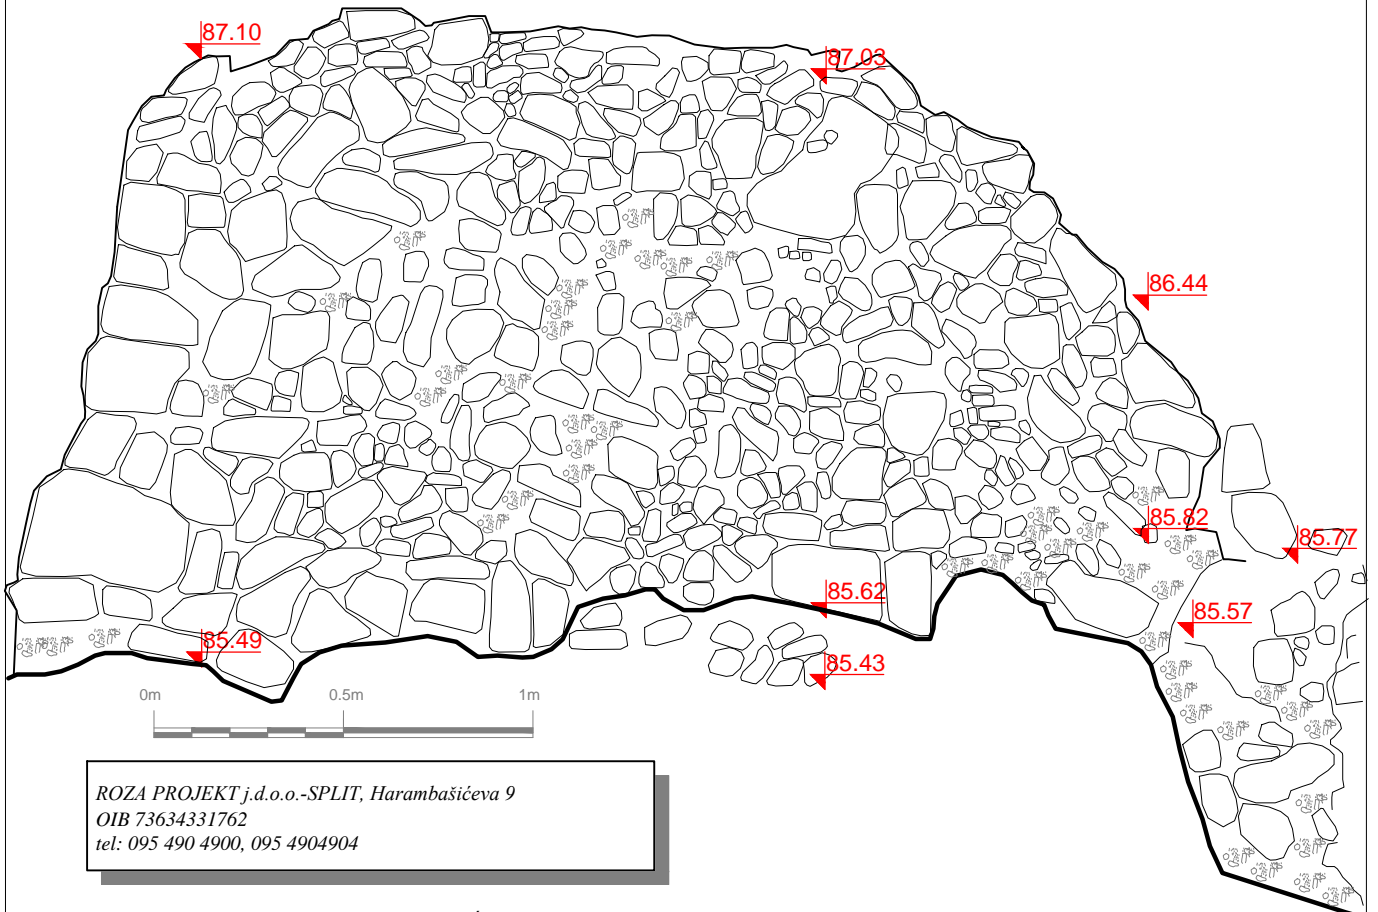 87.10
87.03
86.44
85.82
85.77
85.62
85.57
85.49
85.43
0m 0.5m 1m
ROZA PROJEKT j.d.o.o.-SPLIT, Harambašićeva 9
OIB 73634331762
tel: 095 490 4900, 095 4904904